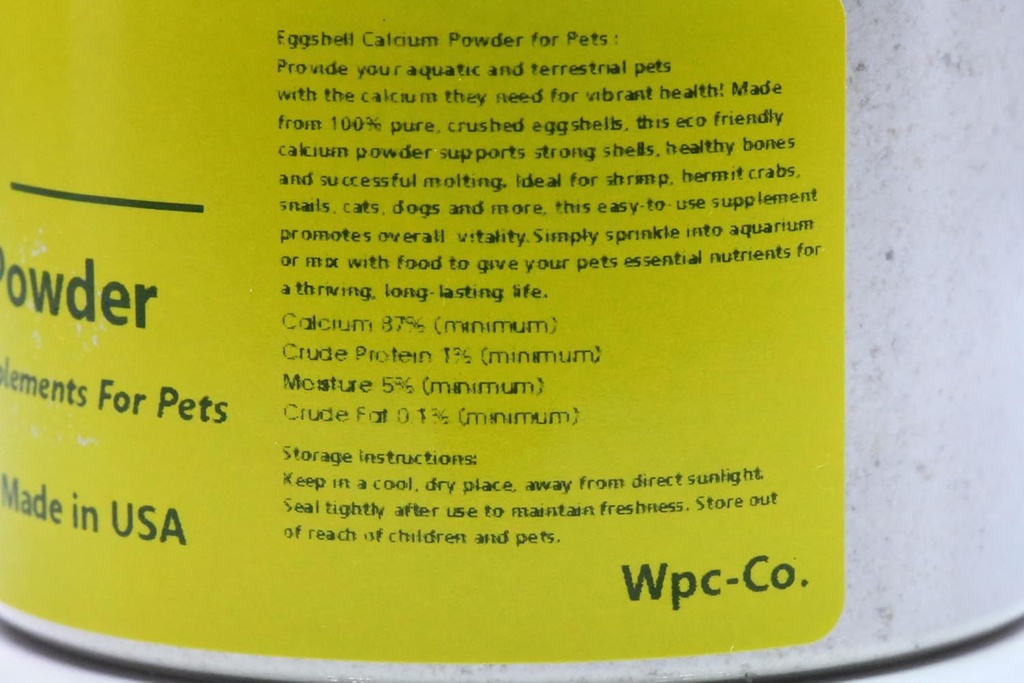 Eggshell Calcium Powder for Pets :
Provide your aquatic and terrestrial pets
with the calcium they need for vibrant health! Made
from 100% pure, crushed eggshells, this eco friendly
calcium powder supports strong shells, healthy bones
and successful molting. Ideal for shrimp, hermit crabs,
snails, cats, dogs and more, this easy-to-use supplement
promotes overall vitality. Simply sprinkle into aquarium
or mix with food to give your pets essential nutrients for
a thriving, long-lasting life.
Calcium 87% (minimum)
Crude Protein 1% (minimum)
Moisture 5% (minimum)
Crude Fat 0.1% (minimum)
Storage Instructions:
Keep in a cool, dry place, away from direct sunlight.
Seal tightly after use to maintain freshness. Store out
of reach of children and pets.
Wpc-Co.
Powder
plements For Pets
Made in USA